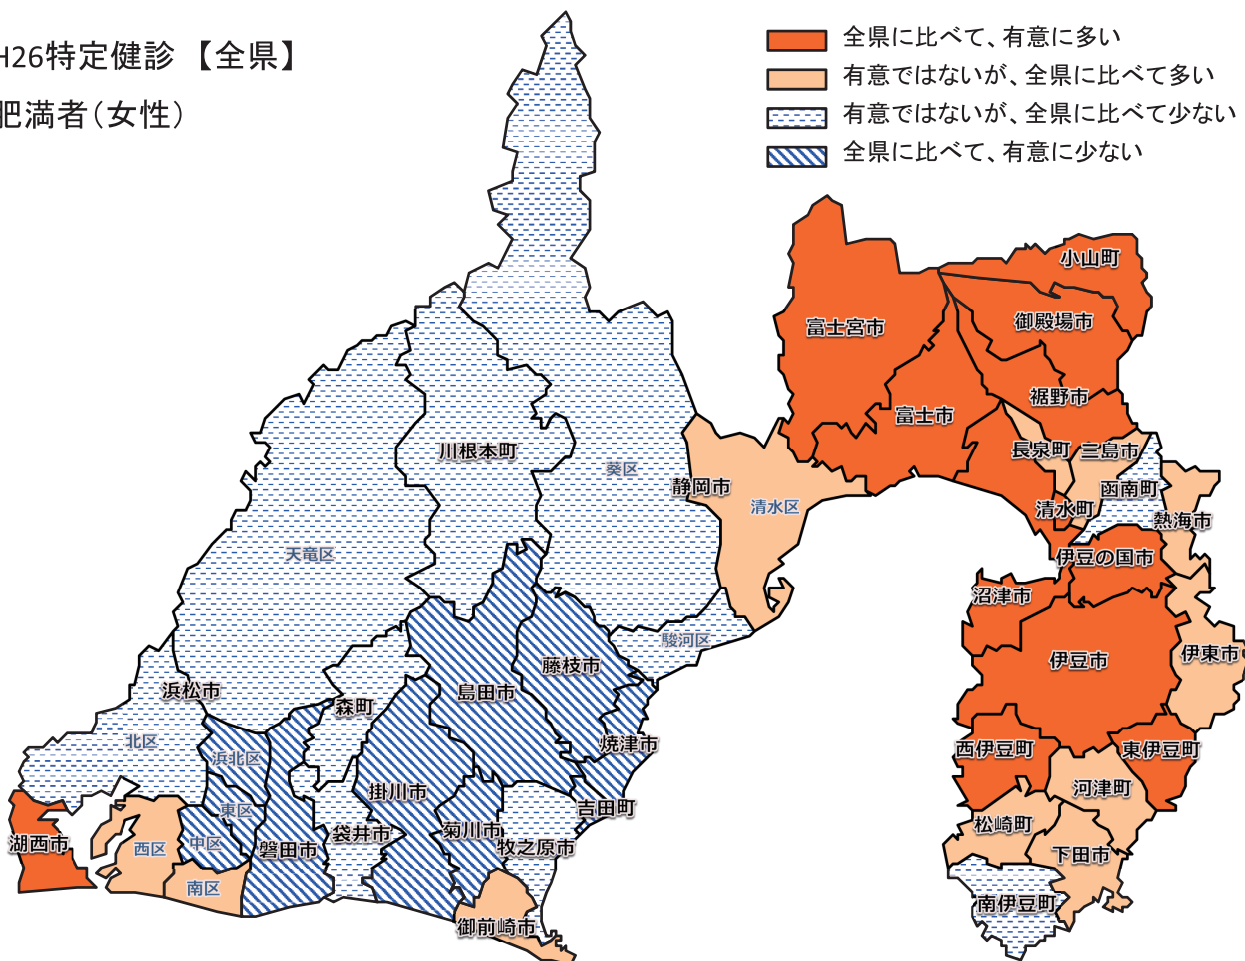 H26特定健診 【全県】
肥満者(女性)
全県に比べて、有意に多い
有意ではないが、全県に比べて多い
有意ではないが、全県に比べて少ない
全県に比べて、有意に少ない
小山町
御殿場市
富士宮市
裾野市
富士市
長泉町
三島市
川根本町
葵区
静岡市
清水区
函南町
清水町
熱海市
天竜区
伊豆の国市
沼津市
駿河区
伊東市
伊豆市
藤枝市
浜松市
島田市
森町
北区
焼津市
西伊豆町
東伊豆町
浜北区
河津町
掛川市
東区
吉田町
松崎町
菊川市
袋井市
中区
湖西市
西区
磐田市
牧之原市
下田市
南区
南伊豆町
御前崎市